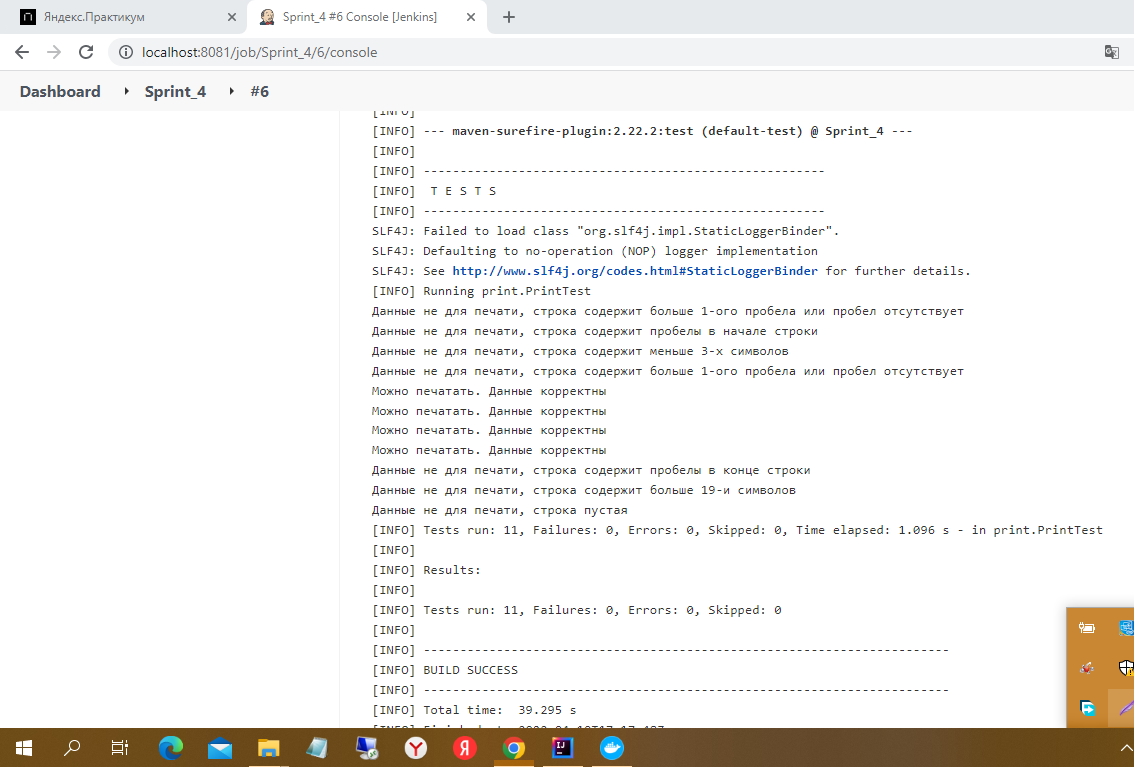 Яндекс.Практикум
Sprint_4 #6 Console [Jenkins]
localhost:8081/job/Sprint_4/6/console
Dashboard Sprint_4 #6
[INFO]
[INFO] --- maven-surefire-plugin:2.22.2:test (default-test) @ Sprint_4 ---
[INFO]
[INFO] -------------------------------------------------------
[INFO]  T E S T S
[INFO] -------------------------------------------------------
SLF4J: Failed to load class "org.slf4j.impl.StaticLoggerBinder".
SLF4J: Defaulting to no-operation (NOP) logger implementation
SLF4J: See http://www.slf4j.org/codes.html#StaticLoggerBinder for further details.
[INFO] Running print.PrintTest
Данные не для печати, строка содержит больше 1-ого пробела или пробел отсутствует
Данные не для печати, строка содержит пробелы в начале строки
Данные не для печати, строка содержит меньше 3-х символов
Данные не для печати, строка содержит больше 1-ого пробела или пробел отсутствует
Можно печатать. Данные корректны
Можно печатать. Данные корректны
Можно печатать. Данные корректны
Можно печатать. Данные корректны
Данные не для печати, строка содержит пробелы в конце строки
Данные не для печати, строка содержит больше 19-и символов
Данные не для печати, строка пустая
[INFO] Tests run: 11, Failures: 0, Errors: 0, Skipped: 0, Time elapsed: 1.096 s - in print.PrintTest
[INFO]
[INFO] Results:
[INFO]
[INFO] Tests run: 11, Failures: 0, Errors: 0, Skipped: 0
[INFO]
[INFO] ------------------------------------------------------------------------
[INFO] BUILD SUCCESS
[INFO] ------------------------------------------------------------------------
[INFO] Total time:  39.295 s